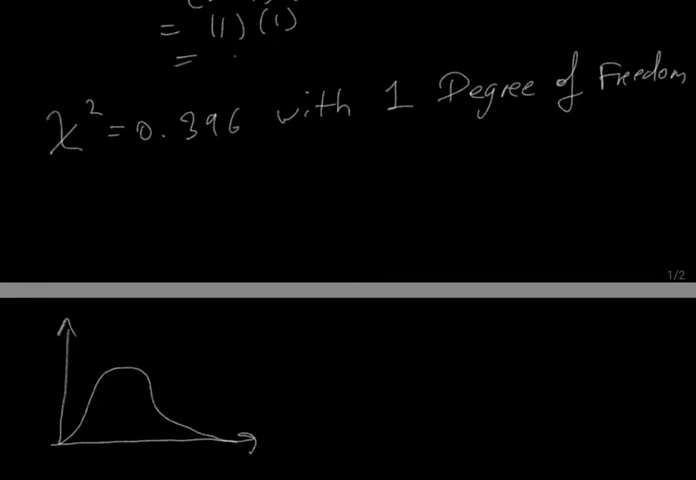 = (1) (1)
=
χ² = 0.396 with 1 Degree of Freedom
1/2